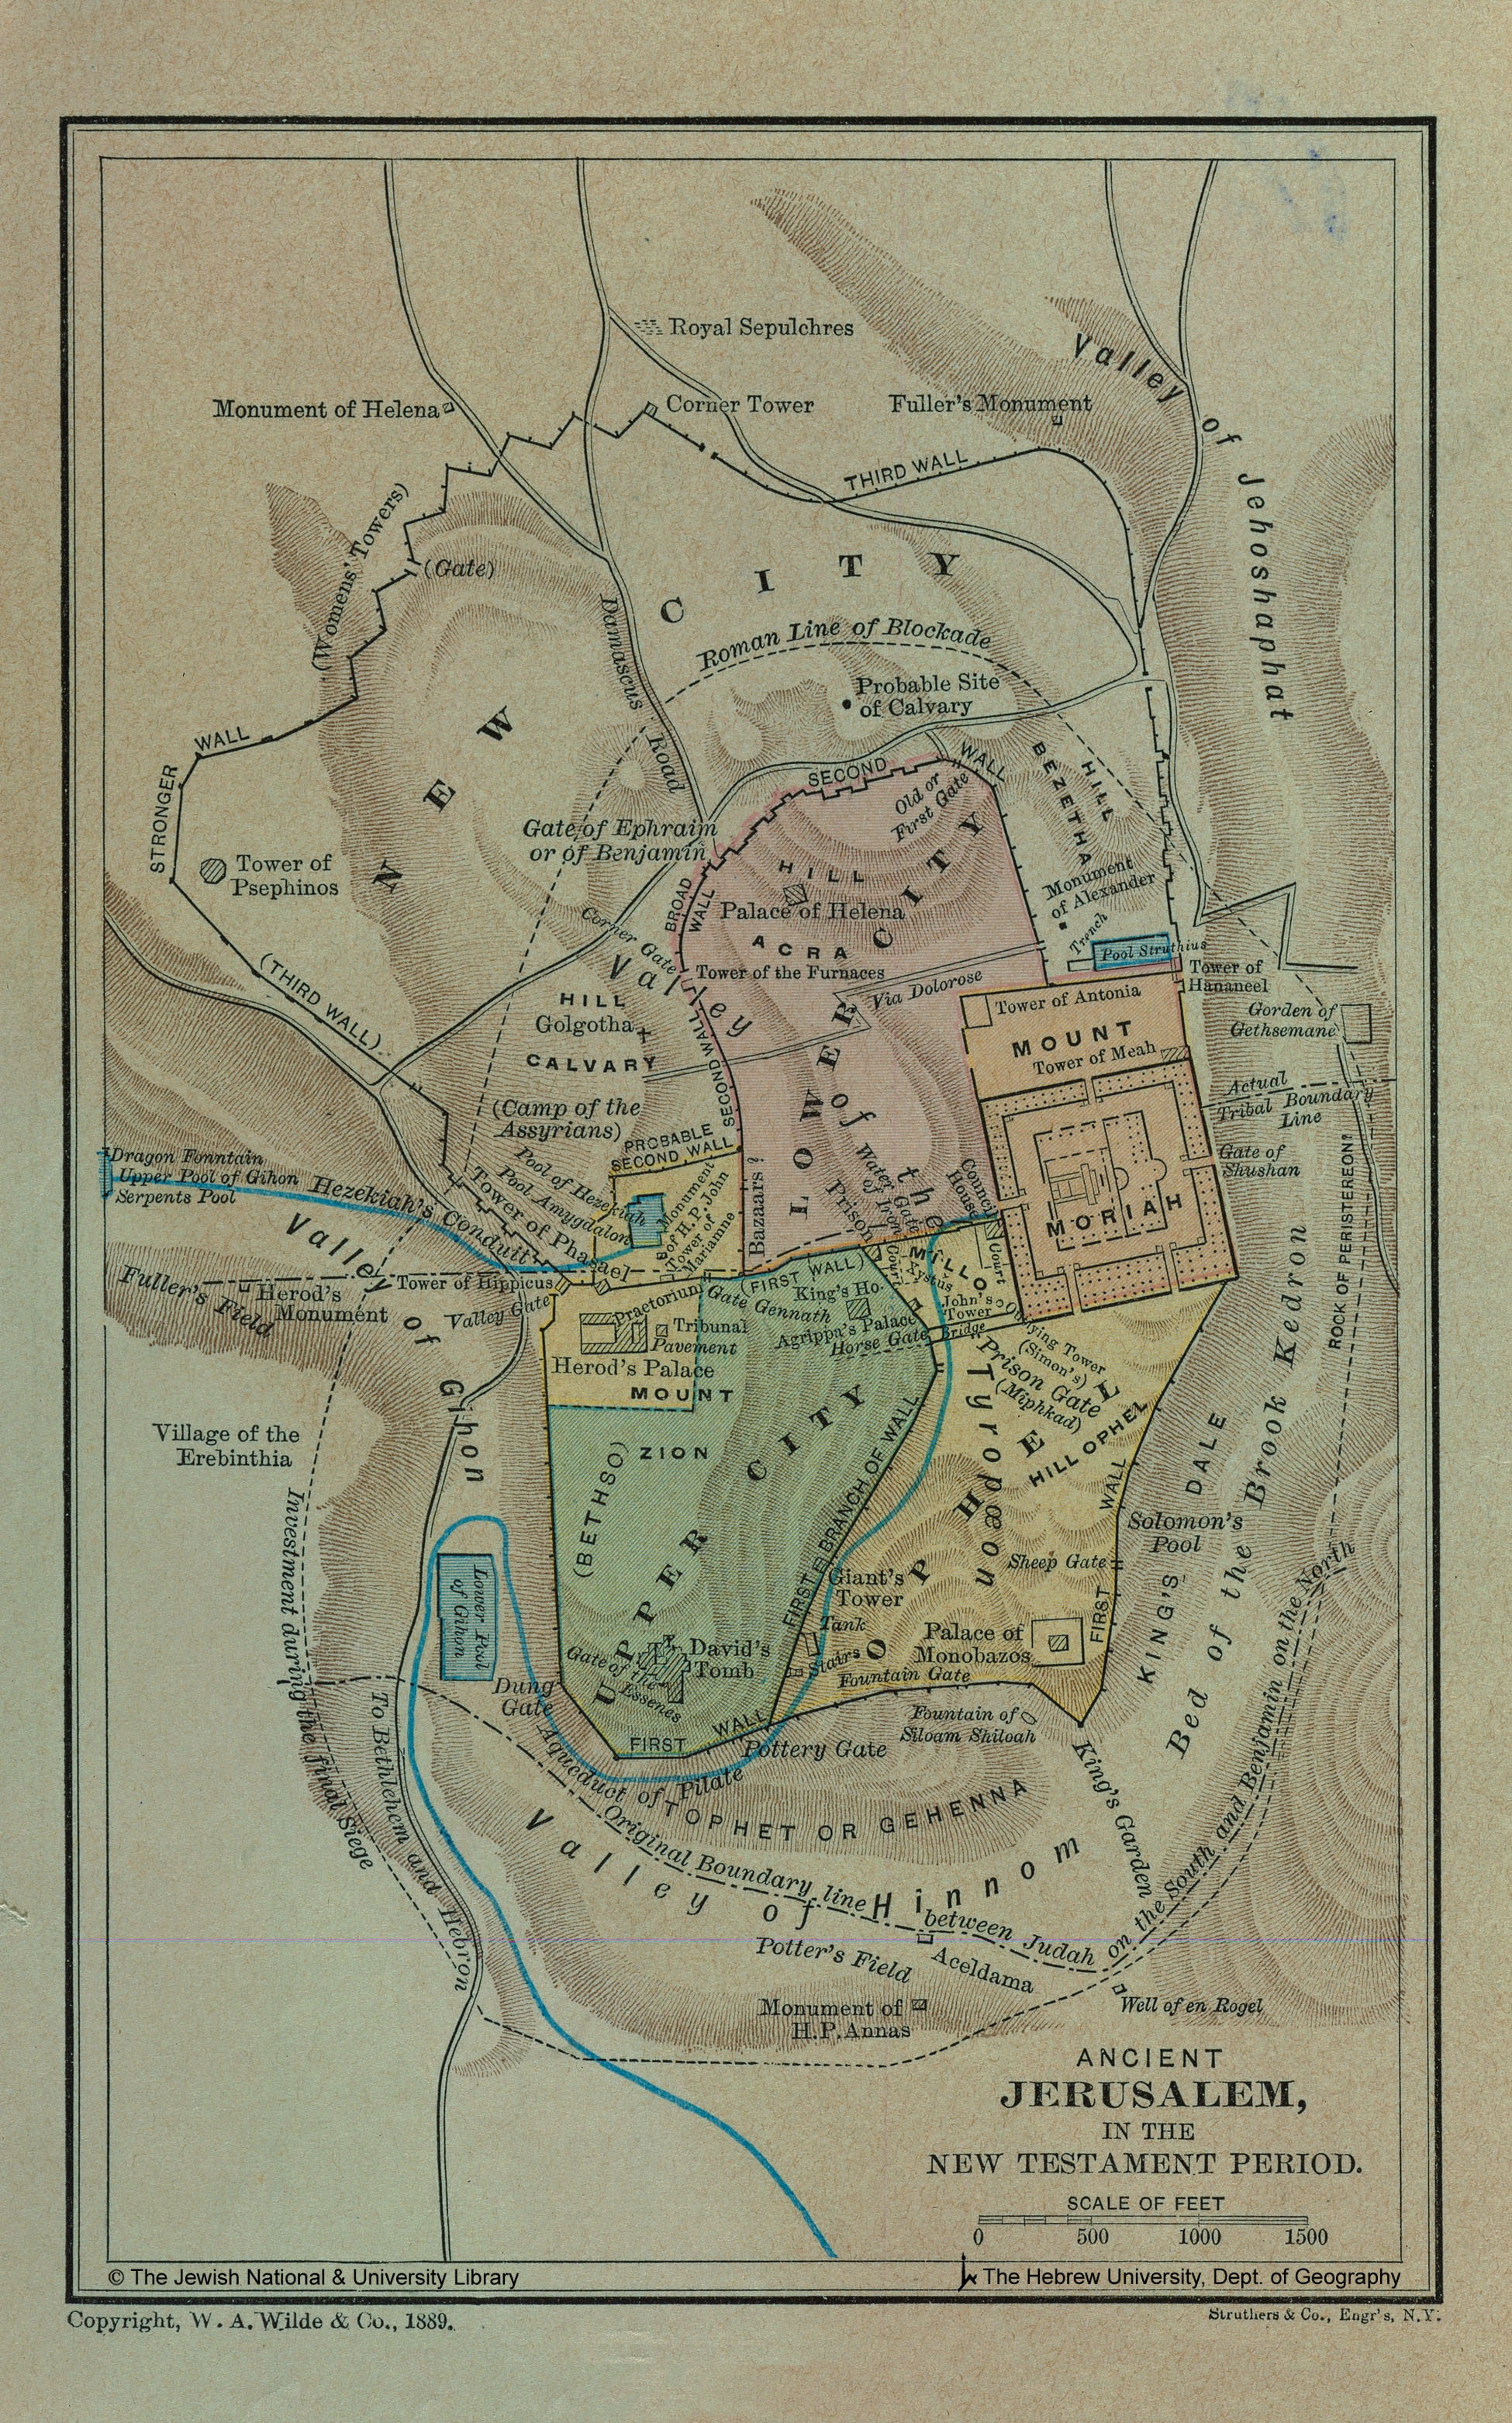 Royal Sepulchres
Monument of Helena
Corner Tower
Fuller's Monument
Valley of Jehoshaphat
THIRD WALL
(Womens' Towers)
(Gate)
NEW CITY
Damascus Road
Roman Line of Blockade
Probable Site
of Calvary
STRONGER WALL
SECOND WALL
Old or
First Gate
HILL
BEZETHA
Gate of Ephraim
or of Benjamin
Tower of
Psephinos
BROAD
WALL
HILL
Palace of Helena
ACRA
Monument
of Alexander
Trench
Pool Struthius
Corner Gate
Tower of the Furnaces
Via Dolorose
Tower of
Hananeel
(THIRD WALL)
Valley of the Tyropœon
LOWER CITY
HILL
Golgotha
CALVARY
SECOND WALL
Tower of Antonia
MOUNT
Tower of Meah
MORIAH
Gorden of
Gethsemane
Actual
Tribal Boundary
Line
Gate of
Shushan
(Camp of the
Assyrians)
PROBABLE
SECOND WALL
Dragon Fonntain
Upper Pool of Gihon
Serpents Pool
Hezekiah's Conduit
Pool of Hezekiah
Pool Amygdalon
Tower of Phasael
Monument
of H.P. John
Tower of
Mariamne
Bazaars?
Water Gate
of Iron
Prison
Council
House
Court
Court
MILLO
Xystus
John's
Tower
Valley of Gihon
Fuller's Field
Herod's
Monument
Tower of Hippicus
Valley Gate
(FIRST WALL)
Gate Gennath
King's Ho.
Agrippa's Palace
Horse Gate
Bridge
Outlying Tower
(Simon's)
Prison Gate
(Miphkad)
Praetorium
Tribunal
Pavement
Herod's Palace
MOUNT
ZION
(BETHSO)
UPPER CITY
FIRST BRANCH OF WALL
OPHEL
HILL OPHEL
FIRST WALL
KING'S DALE
Bed of the Brook Kedron
ROCK OF PERISTEREON?
Village of the
Erebinthia
Investment during the final Siege
Lower Pool
of Gihon
Solomon's
Pool
Sheep Gate
Giant's
Tower
Tank
Stairs
Palace of
Monobazos
Fountain Gate
David's
Tomb
Gate of the
Essenes
Dung
Gate
FIRST WALL
Fountain of
Siloam Shiloah
Pottery Gate
Aqueduct of Pilate
To Bethlehem and Hebron
TOPHET OR GEHENNA
King's Garden
Valley of Hinnom
Original Boundary line between Judah on the South and Benjamin on the North
Potter's Field
Aceldama
Monument of
H.P. Annas
Well of en Rogel
ANCIENT
JERUSALEM,
IN THE
NEW TESTAMENT PERIOD.
SCALE OF FEET
0 500 1000 1500
© The Jewish National & University Library
The Hebrew University, Dept. of Geography
Copyright, W. A. Wilde & Co., 1889.
Struthers & Co., Engr's, N.Y.